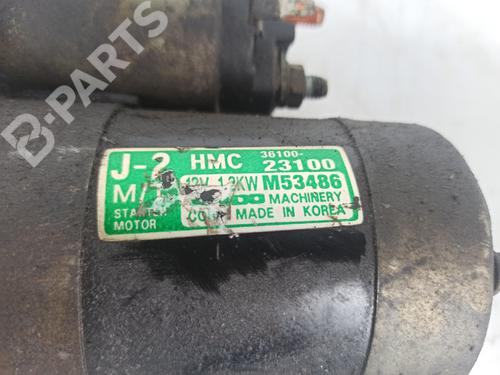 B-PARTS
J-2 HMC 36100-
23100
12V 1.2KW M53486
MACHINERY
STARTER
MOTOR
MADE IN KOREA